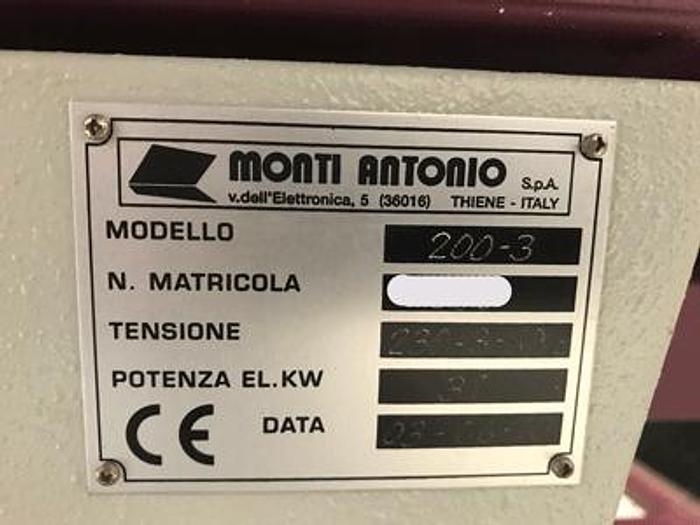 MONTI ANTONIO S.p.A.
v.dell'Elettronica, 5 (36016) THIENE - ITALY
MODELLO 200-3
N. MATRICOLA
TENSIONE
POTENZA EL.KW
CE DATA